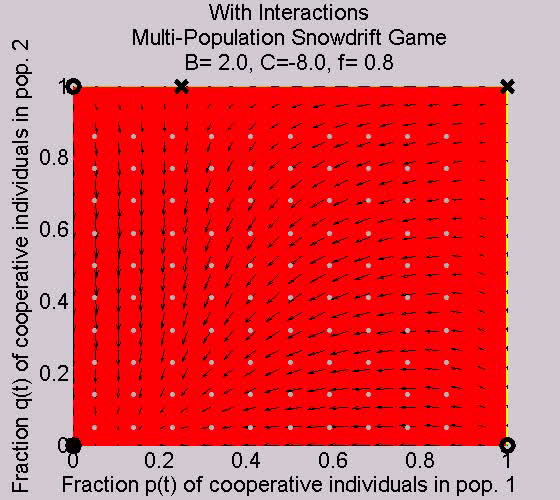 With Interactions
Multi-Population Snowdrift Game
B= 2.0, C=-8.0, f= 0.8
Fraction q(t) of cooperative individuals in pop. 2
1
0.8
0.6
0.4
0.2
0
0 0.2 0.4 0.6 0.8 1
Fraction p(t) of cooperative individuals in pop. 1